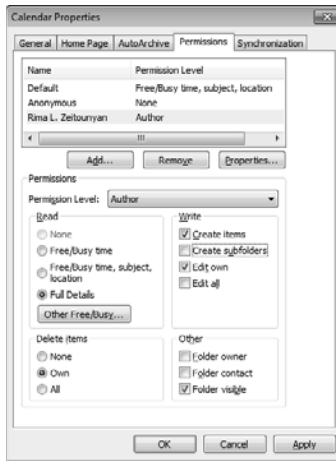 Calendar Properties
General Home Page AutoArchive Permissions Synchronization
Name Permission Level
Default Free/Busy time, subject, location
Anonymous None
Rima L. Zeitounyan Author
Add... Remove Properties...
Permissions
Permission Level: Author
Read Write
None Create items
Free/Busy time Create subfolders
Free/Busy time, subject, location Edit own
Full Details Edit all
Other Free/Busy...
Delete items Other
None Folder owner
Own Folder contact
All Folder visible
OK Cancel Apply